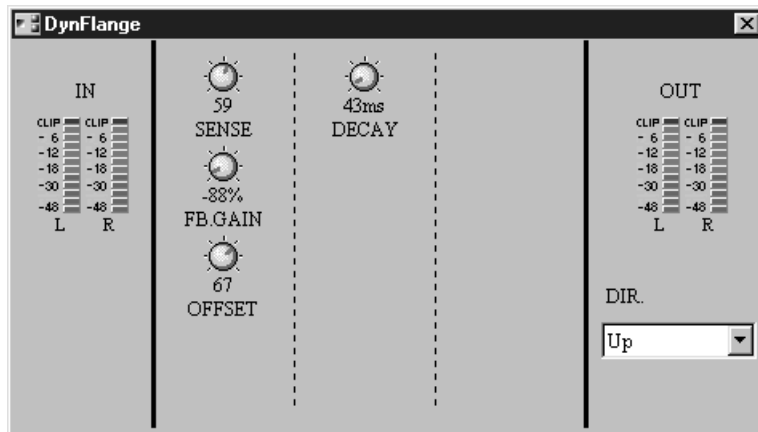 DynFlange
IN
CLIP CLIP
- 6 - 6
-12 -12
-18 -18
-30 -30
-48 -48
L R
59
SENSE
-88%
FB.GAIN
67
OFFSET
43ms
DECAY
OUT
CLIP CLIP
- 6 - 6
-12 -12
-18 -18
-30 -30
-48 -48
L R
DIR.
Up